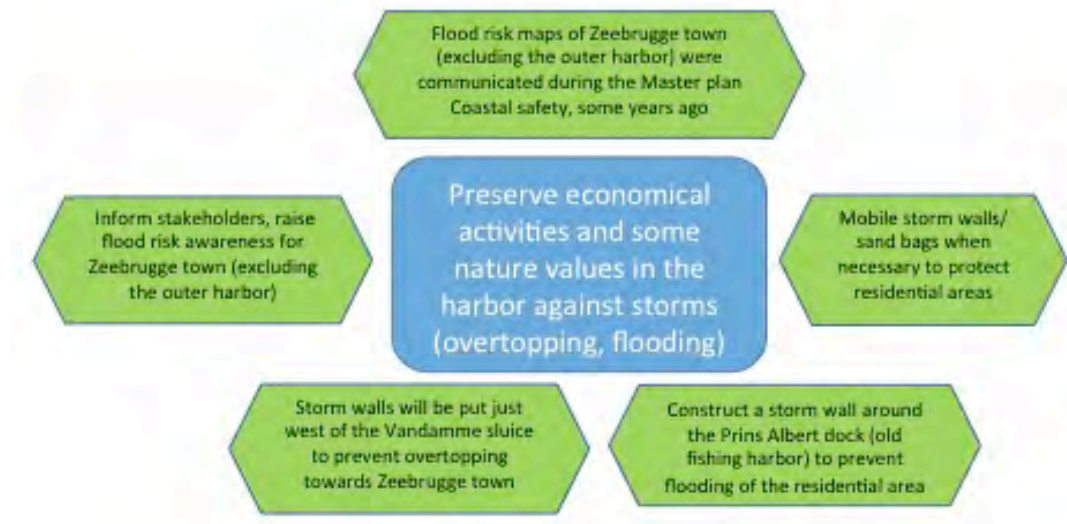 Flood risk maps of Zeebrugge town
(excluding the outer harbor) were
communicated during the Master plan
Coastal safety, some years ago
Inform stakeholders, raise
flood risk awareness for
Zeebrugge town (excluding
the outer harbor)
Preserve economical
activities and some
nature values in the
harbor against storms
(overtopping, flooding)
Mobile storm walls/
sand bags when
necessary to protect
residential areas
Storm walls will be put just
west of the Vandamme sluice
to prevent overtopping
towards Zeebrugge town
Construct a storm wall around
the Prins Albert dock (old
fishing harbor) to prevent
flooding of the residential area